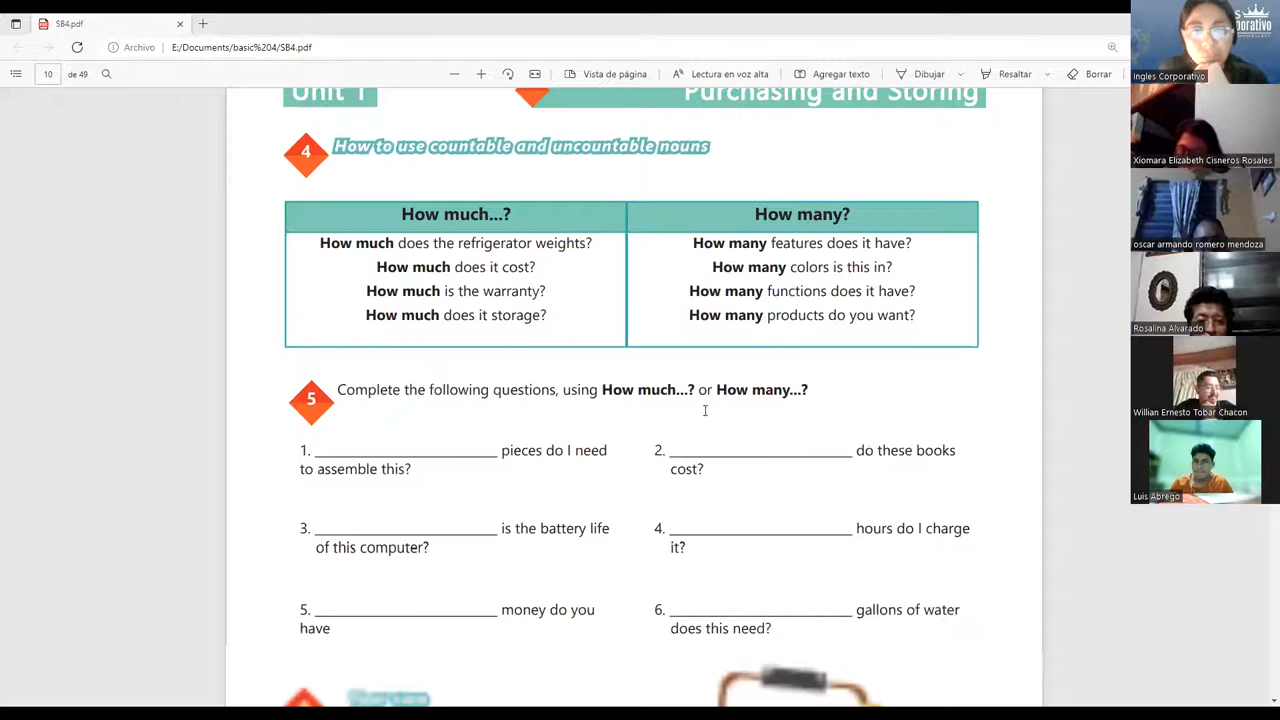 SB4.pdf
Archivo
E:/Documents/basic%204/SB4.pdf
10
de 49
Vista de página
Lectura en voz alta
Agregar texto
Dibujar
Resaltar
Borrar
Unit 1
Purchasing and Storing
4
How to use countable and uncountable nouns
How much...?
How many?
How much does the refrigerator weights?
How much does it cost?
How much is the warranty?
How much does it storage?
How many features does it have?
How many colors is this in?
How many functions does it have?
How many products do you want?
5
Complete the following questions, using How much...? or How many...?
1. ______________________ pieces do I need
to assemble this?
2. ______________________ do these books
cost?
3. ______________________ is the battery life
of this computer?
4. ______________________ hours do I charge
it?
5. ______________________ money do you
have
6. ______________________ gallons of water
does this need?
Ingles Corporativo
Xiomara Elizabeth Cisneros Rosales
oscar armando romero mendoza
Rosalina Alvarado
Willian Ernesto Tobar Chacon
Luis Abrego